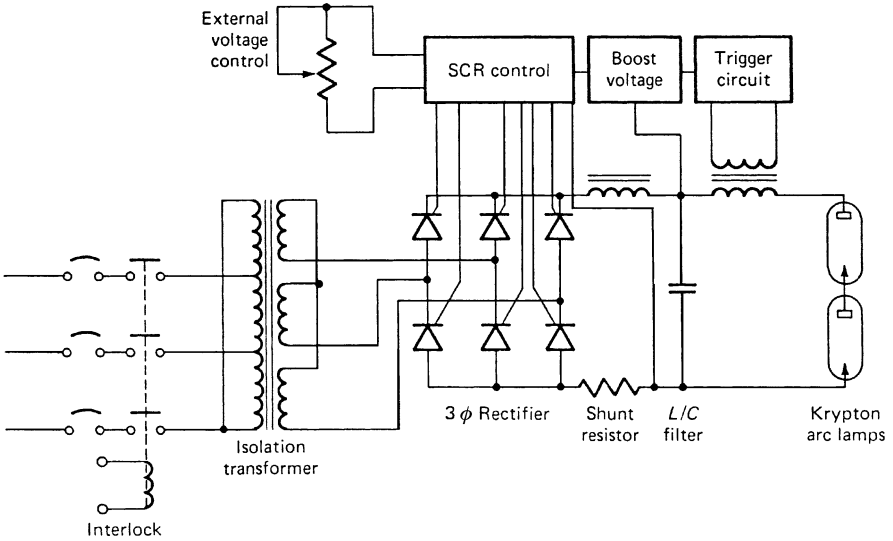 External
voltage
control
SCR control
Boost
voltage
Trigger
circuit
3 ϕ Rectifier
Shunt
resistor
L/C
filter
Krypton
arc lamps
Isolation
transformer
Interlock